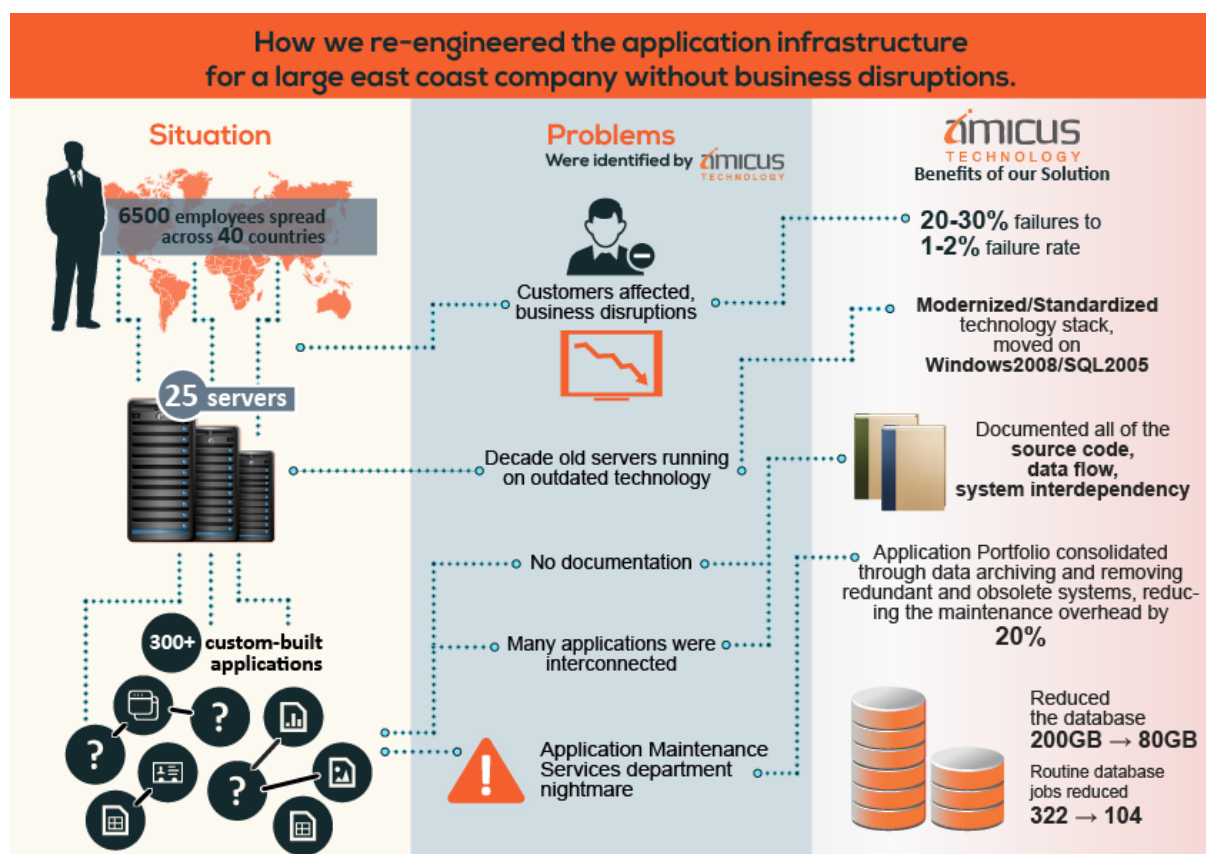 How we re-engineered the application infrastructure
for a large east coast company without business disruptions.
Situation
6500 employees spread
across 40 countries
25 servers
300+ custom-built
applications
?
?
?
Problems
Were identified by amicus
TECHNOLOGY
Customers affected,
business disruptions
Decade old servers running
on outdated technology
No documentation
Many applications were
interconnected
!
Application Maintenance
Services department
nightmare
amicus
TECHNOLOGY
Benefits of our Solution
20-30% failures to
1-2% failure rate
Modernized/Standardized
technology stack,
moved on
Windows2008/SQL2005
Documented all of the
source code,
data flow,
system interdependency
Application Portfolio consolidated
through data archiving and removing
redundant and obsolete systems, reduc-
ing the maintenance overhead by
20%
Reduced
the database
200GB → 80GB
Routine database
jobs reduced
322 → 104